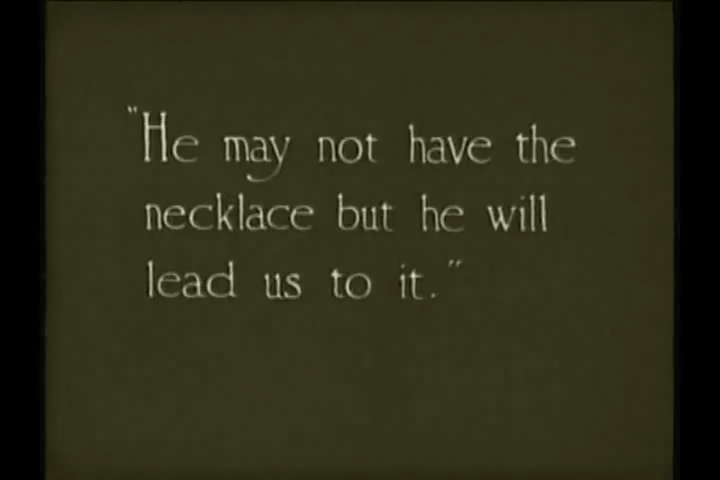 "He may not have the
necklace but he will
lead us to it."